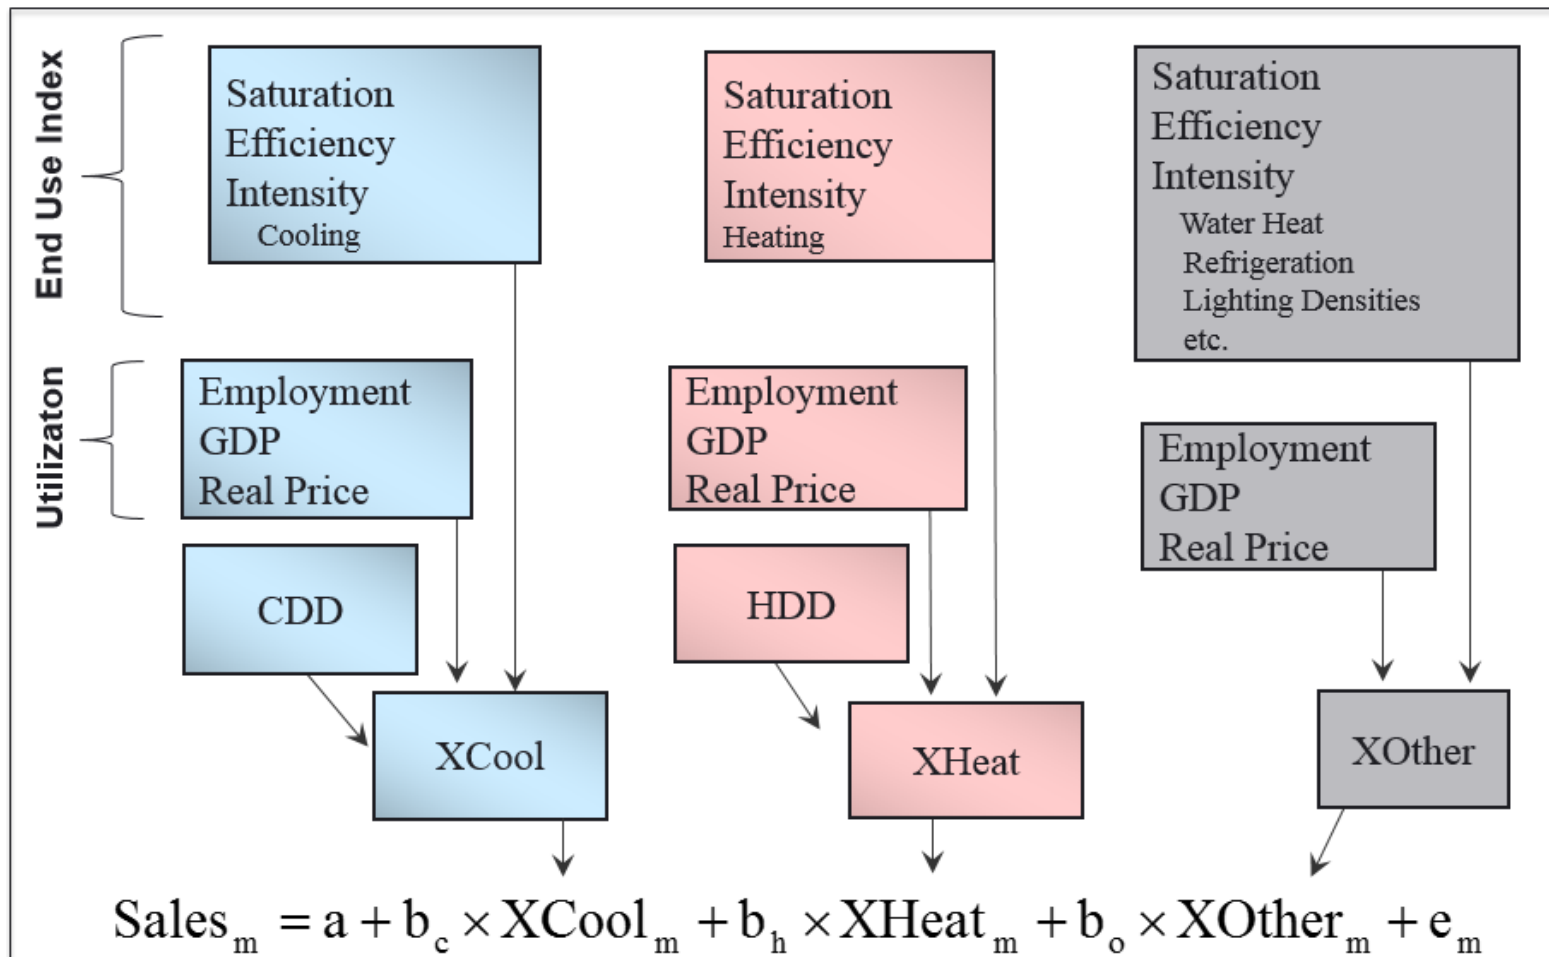 End Use Index
Saturation
Efficiency
Intensity
Cooling
Saturation
Efficiency
Intensity
Heating
Saturation
Efficiency
Intensity
Water Heat
Refrigeration
Lighting Densities
etc.
Utilizaton
Employment
GDP
Real Price
Employment
GDP
Real Price
Employment
GDP
Real Price
CDD
HDD
XCool
XHeat
XOther
Salesₘ = a + b_c × XCoolₘ + bₕ × XHeatₘ + bₒ × XOtherₘ + eₘ